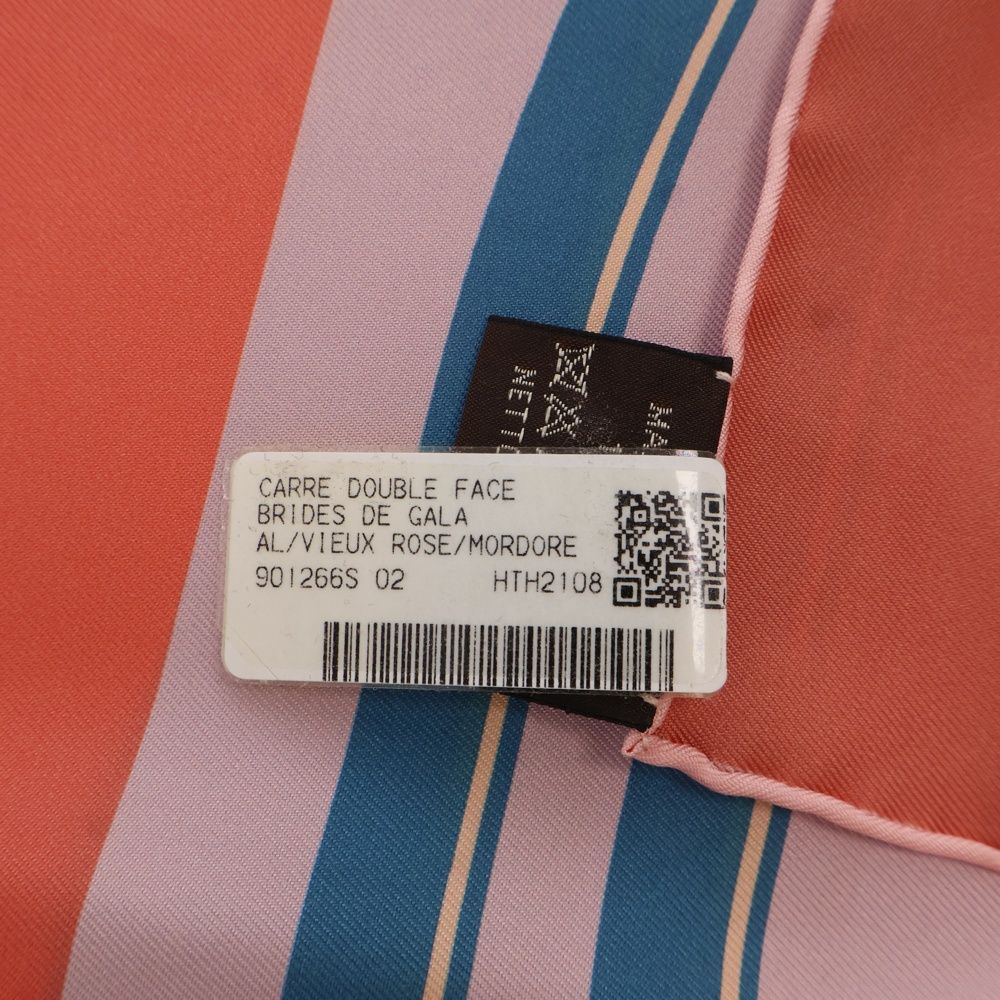 CARRE DOUBLE FACE
BRIDES DE GALA
AL/VIEUX ROSE/MORDORE
901266S 02 HTH2108